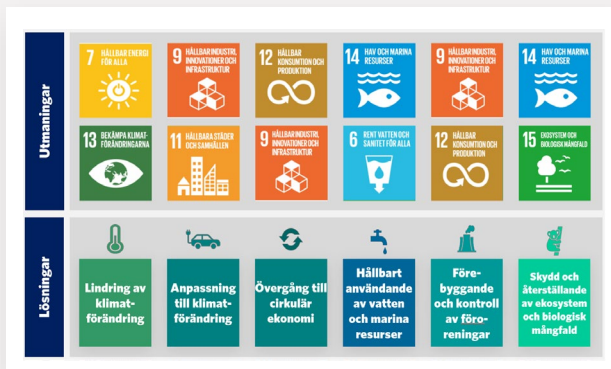 Utmaningar
7 HÅLLBAR ENERGI
FÖR ALLA
9 HÅLLBAR INDUSTRI,
INNOVATIONER OCH
INFRASTRUKTUR
12 HÅLLBAR
KONSUMTION OCH
PRODUKTION
14 HAV OCH MARINA
RESURSER
9 HÅLLBAR INDUSTRI,
INNOVATIONER OCH
INFRASTRUKTUR
14 HAV OCH MARINA
RESURSER
13 BEKÄMPA KLIMAT-
FÖRÄNDRINGARNA
11 HÅLLBARA STÄDER
OCH SAMHÄLLEN
9 HÅLLBAR INDUSTRI,
INNOVATIONER OCH
INFRASTRUKTUR
6 RENT VATTEN OCH
SANITET FÖR ALLA
12 HÅLLBAR
KONSUMTION OCH
PRODUKTION
15 EKOSYSTEM OCH
BIOLOGISK MÅNGFALD
Lösningar
Lindring av
klimat-
förändring
Anpassning
till klimat-
förändring
Övergång till
cirkulär
ekonomi
Hållbart
användande
av vatten
och marina
resurser
Före-
byggande
och kontroll
av föro-
reningar
Skydd och
återställande
av ekosystem
och biologisk
mångfald